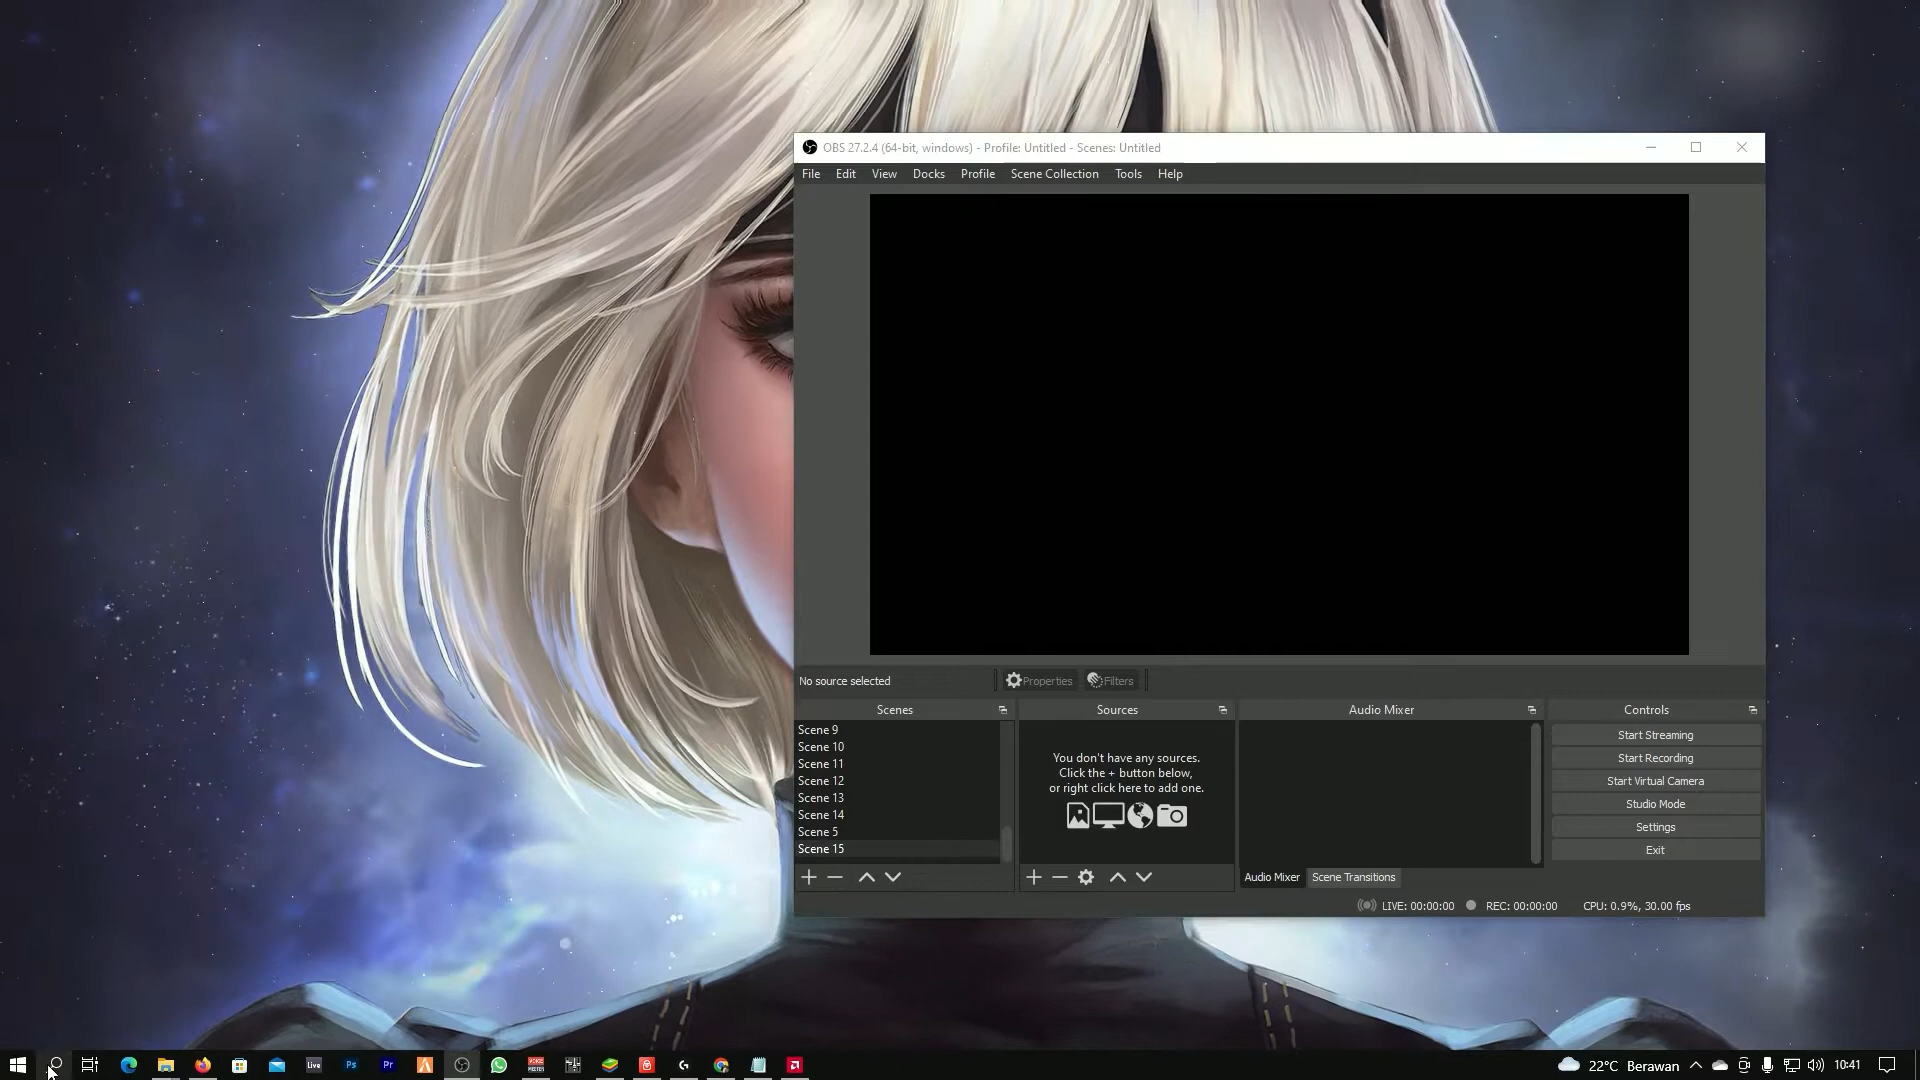 OBS 27.2.4 (64-bit, windows) - Profile: Untitled - Scenes: Untitled
File Edit View Docks Profile Scene Collection Tools Help
No source selected
Properties
Filters
Scenes
Scene 9
Scene 10
Scene 11
Scene 12
Scene 13
Scene 14
Scene 5
Scene 15
Sources
You don't have any sources.
Click the + button below,
or right click here to add one.
Audio Mixer
Audio Mixer
Scene Transitions
Controls
Start Streaming
Start Recording
Start Virtual Camera
Studio Mode
Settings
Exit
LIVE: 00:00:00
REC: 00:00:00
CPU: 0.9%, 30.00 fps
live
Ps
Pr
22°C Berawan
10:41